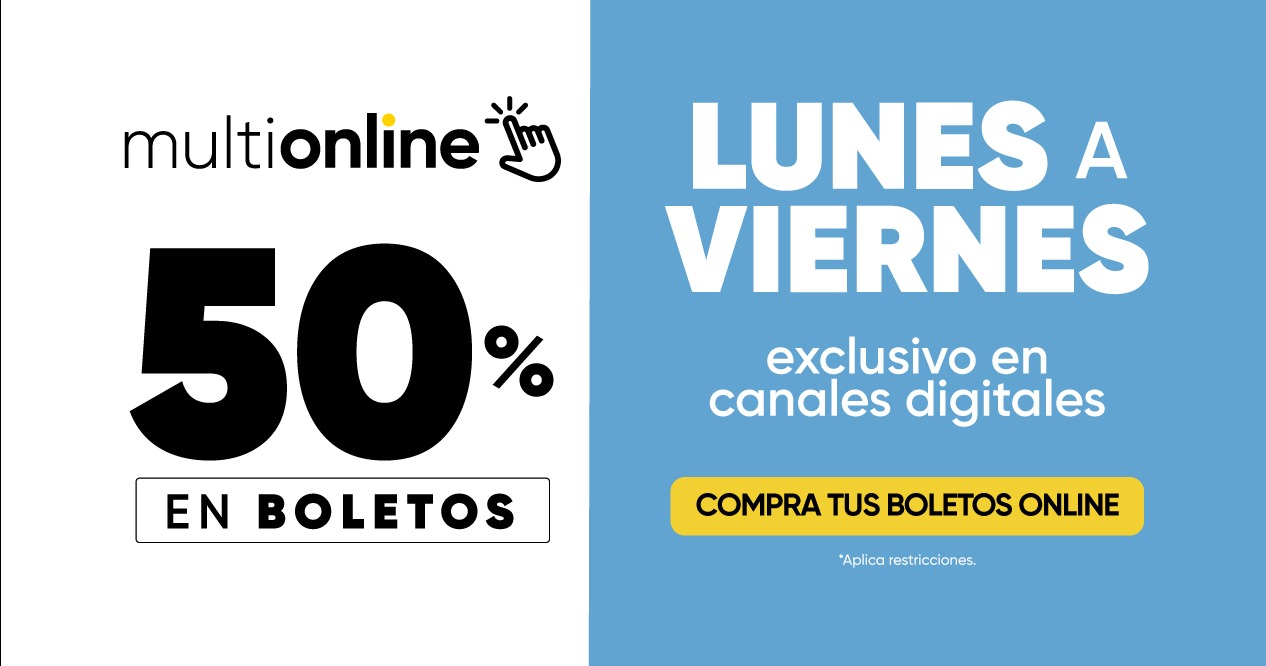 multionline
50%
EN BOLETOS
LUNES A
VIERNES
exclusivo en
canales digitales
COMPRA TUS BOLETOS ONLINE
*Aplica restricciones.